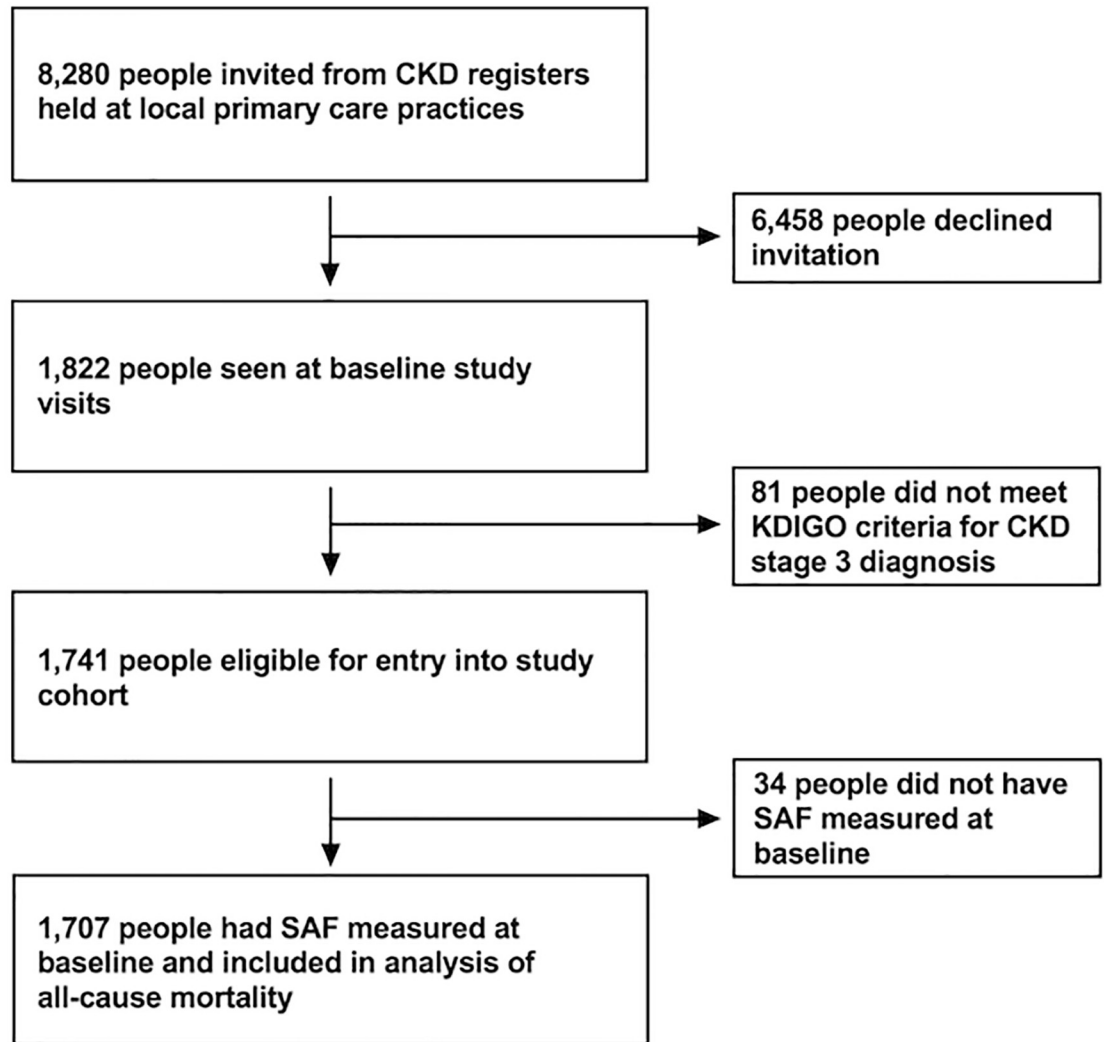 8,280 people invited from CKD registers
held at local primary care practices
6,458 people declined
invitation
1,822 people seen at baseline study
visits
81 people did not meet
KDIGO criteria for CKD
stage 3 diagnosis
1,741 people eligible for entry into study
cohort
34 people did not have
SAF measured at
baseline
1,707 people had SAF measured at
baseline and included in analysis of
all-cause mortality